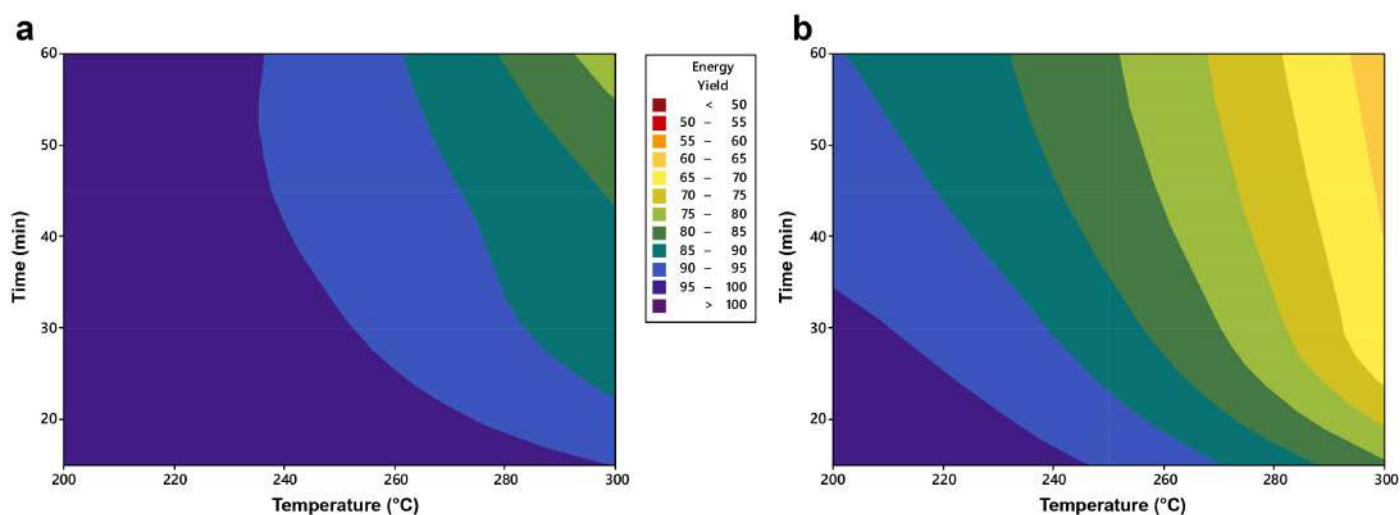 a
60
50
40
30
20
Time (min)
200
220
240
260
280
300
Temperature (°C)
Energy
Yield
< 50
50 – 55
55 – 60
60 – 65
65 – 70
70 – 75
75 – 80
80 – 85
85 – 90
90 – 95
95 – 100
> 100
b
60
50
40
30
20
Time (min)
200
220
240
260
280
300
Temperature (°C)